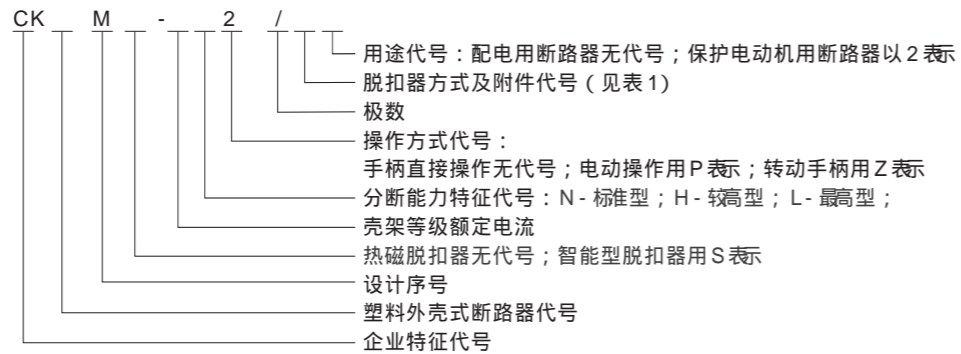 CK M - 2 /
用途代号：配电用断路器无代号；保护电动机用断路器以2表示
脱扣器方式及附件代号（见表1）
极数
操作方式代号：
手柄直接操作无代号；电动操作用P表示；转动手柄用Z表示
分断能力特征代号：N-标准型；H-较高型；L-最高型；
壳架等级额定电流
热磁脱扣器无代号；智能型脱扣器用S表示
设计序号
塑料外壳式断路器代号
企业特征代号